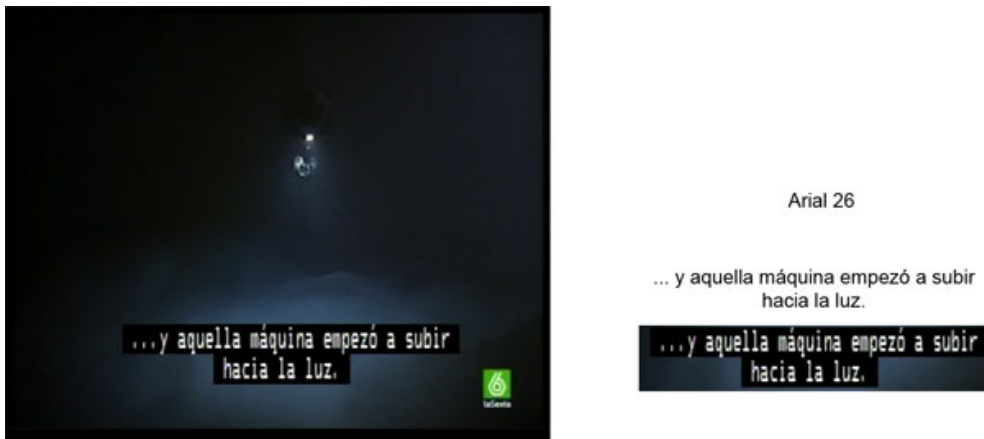 ...y aquella máquina empezó a subir
hacia la luz.
6
laSexta
Arial 26
... y aquella máquina empezó a subir
hacia la luz.
...y aquella máquina empezó a subir
hacia la luz.